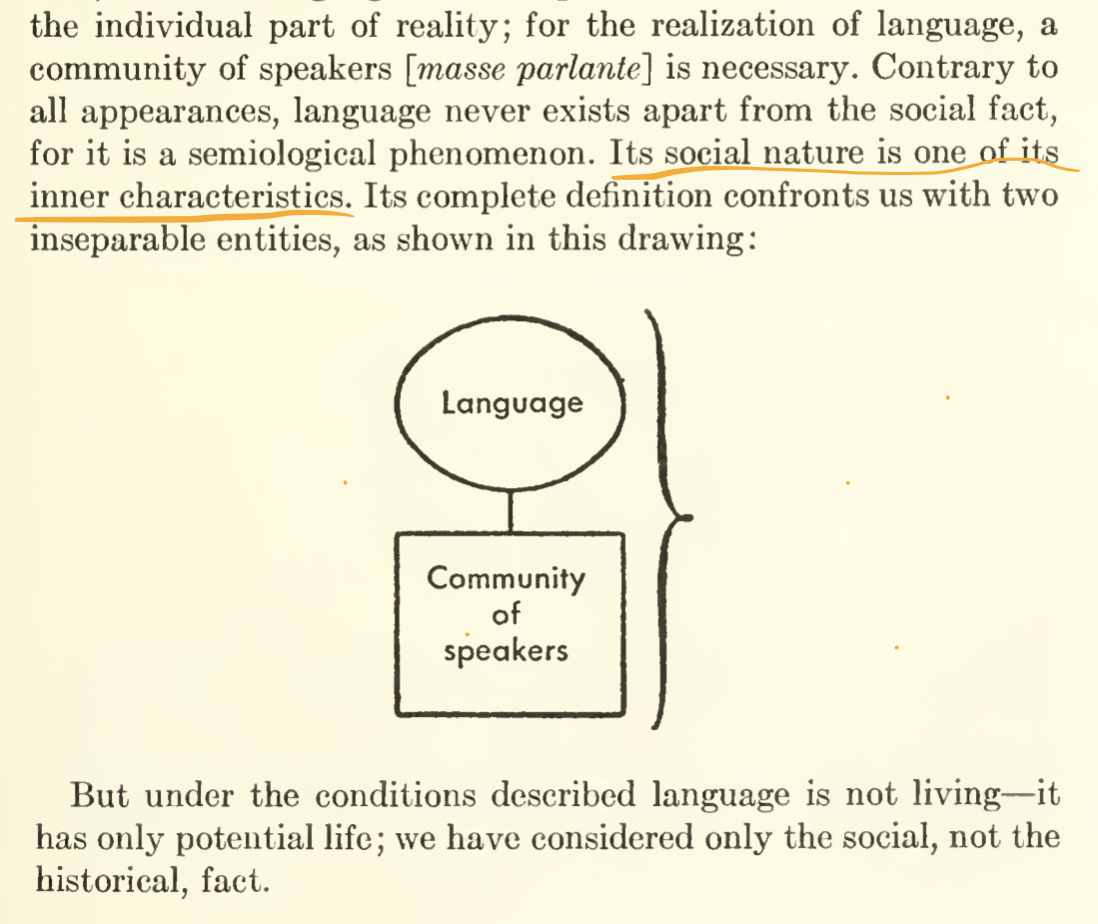 the individual part of reality; for the realization of language, a
community of speakers [masse parlante] is necessary. Contrary to
all appearances, language never exists apart from the social fact,
for it is a semiological phenomenon. Its social nature is one of its
inner characteristics. Its complete definition confronts us with two
inseparable entities, as shown in this drawing:
Language
Community
of
speakers
But under the conditions described language is not living—it
has only potential life; we have considered only the social, not the
historical, fact.